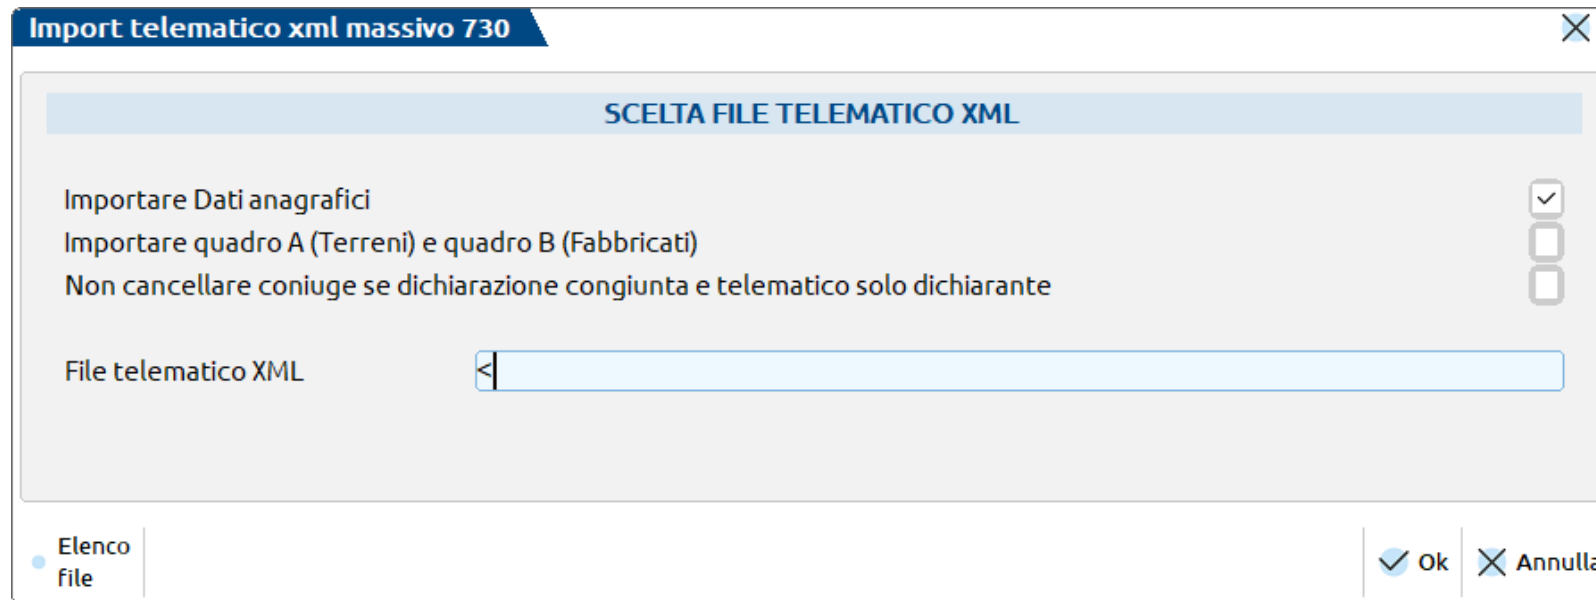 Import telematico xml massivo 730
SCELTA FILE TELEMATICO XML
Importare Dati anagrafici
Importare quadro A (Terreni) e quadro B (Fabbricati)
Non cancellare coniuge se dichiarazione congiunta e telematico solo dichiarante
File telematico XML <
Elenco
file
Ok Annulla